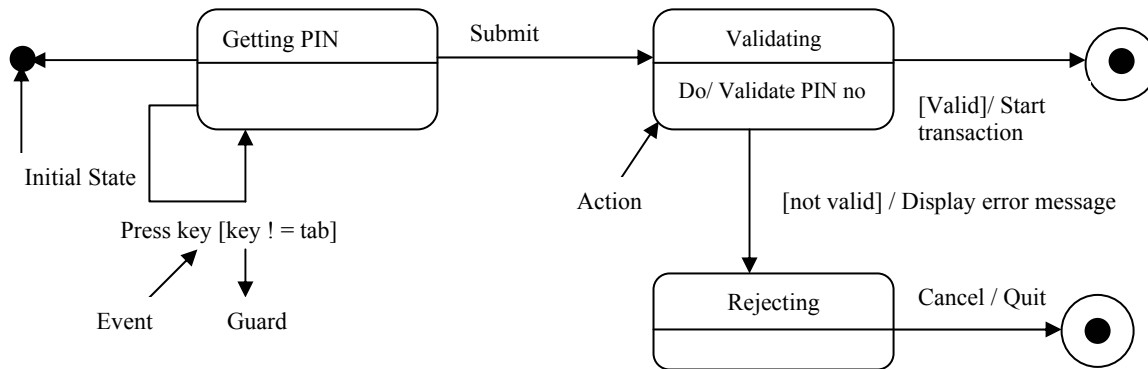 Getting PIN
Submit
Validating
Do/ Validate PIN no
[Valid]/ Start
transaction
Initial State
Action
[not valid] / Display error message
Press key [key ! = tab]
Event
Guard
Rejecting
Cancel / Quit